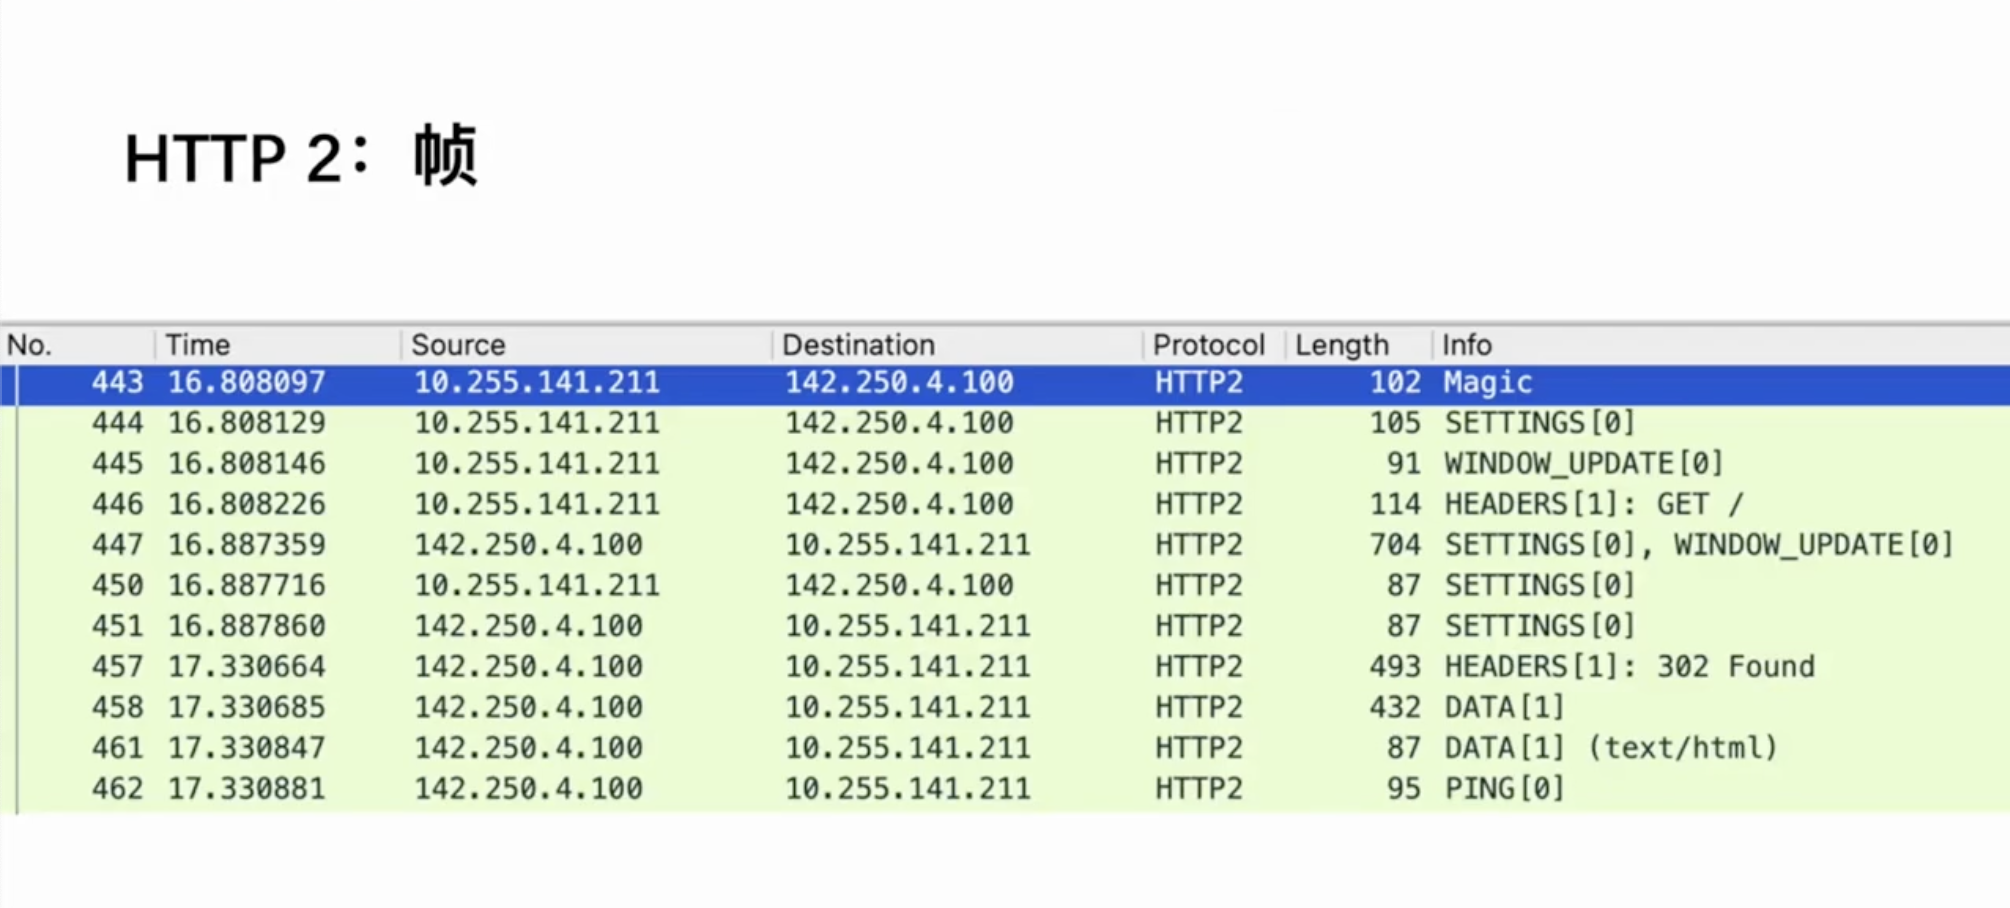 HTTP 2：帧
No. Time Source Destination Protocol Length Info
443 16.808097 10.255.141.211 142.250.4.100 HTTP2 102 Magic
444 16.808129 10.255.141.211 142.250.4.100 HTTP2 105 SETTINGS[0]
445 16.808146 10.255.141.211 142.250.4.100 HTTP2 91 WINDOW_UPDATE[0]
446 16.808226 10.255.141.211 142.250.4.100 HTTP2 114 HEADERS[1]: GET /
447 16.887359 142.250.4.100 10.255.141.211 HTTP2 704 SETTINGS[0], WINDOW_UPDATE[0]
450 16.887716 10.255.141.211 142.250.4.100 HTTP2 87 SETTINGS[0]
451 16.887860 142.250.4.100 10.255.141.211 HTTP2 87 SETTINGS[0]
457 17.330664 142.250.4.100 10.255.141.211 HTTP2 493 HEADERS[1]: 302 Found
458 17.330685 142.250.4.100 10.255.141.211 HTTP2 432 DATA[1]
461 17.330847 142.250.4.100 10.255.141.211 HTTP2 87 DATA[1] (text/html)
462 17.330881 142.250.4.100 10.255.141.211 HTTP2 95 PING[0]